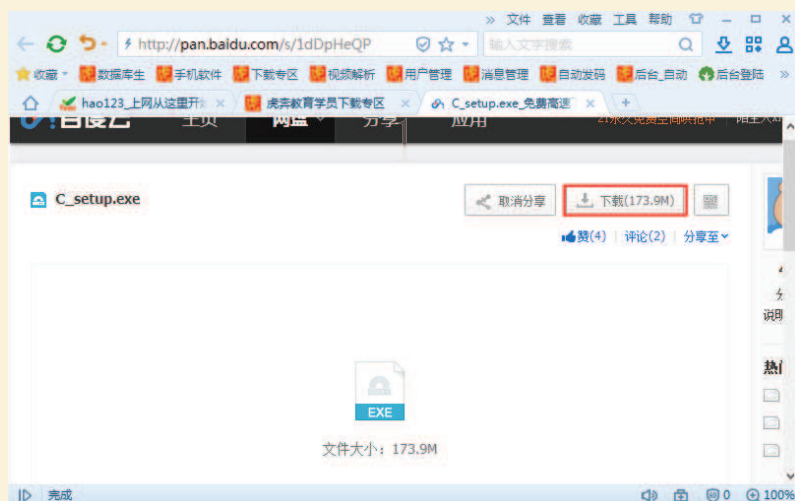 » 文件 查看 收藏 工具 帮助
http://pan.baidu.com/s/1dDpHeQP 输入文字搜索
收藏 数据库生 手机软件 下载专区 视频解析 用户管理 消息管理 自动发码 后台_自动 后台登陆 »
hao123_上网从这里开 × 虎奔教育学员下载专区 × C_setup.exe_免费高速 × +
百度云 主页 网盘 分享 应用
C_setup.exe 取消分享 下载(173.9M)
赞(4) 评论(2) 分享至
说明
EXE
文件大小：173.9M
完成 0 100%